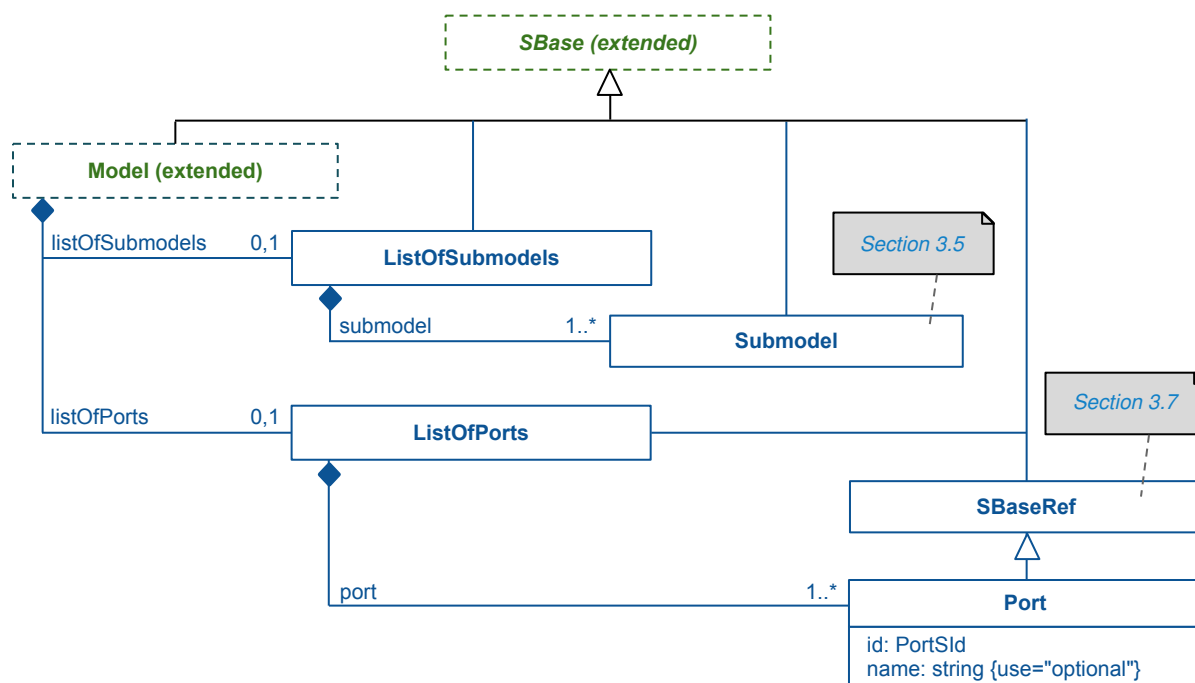 SBase (extended)
Model (extended)
listOfSubmodels 0,1
ListOfSubmodels
Section 3.5
submodel 1..*
Submodel
listOfPorts 0,1
ListOfPorts
Section 3.7
SBaseRef
port 1..*
Port
id: PortSId
name: string {use="optional"}